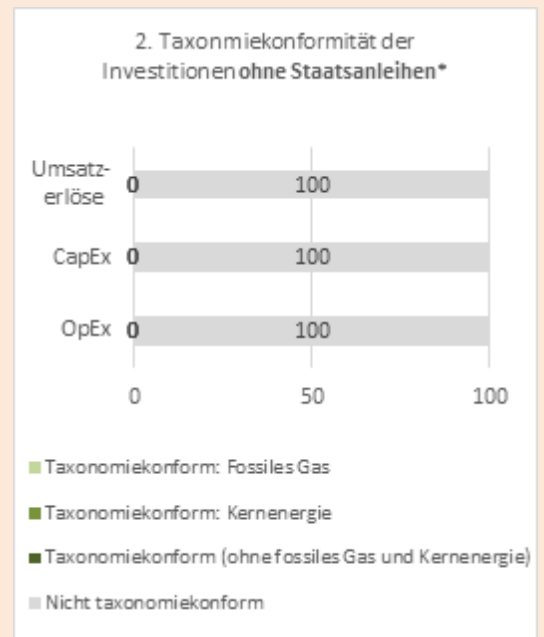 2. Taxonmiekonformität der
Investitionen ohne Staatsanleihen*
Umsatz-
erlöse
0
100
CapEx
0
100
OpEx
0
100
0
50
100
Taxonomiekonform: Fossiles Gas
Taxonomiekonform: Kernenergie
Taxonomiekonform (ohne fossiles Gas und Kernenergie)
Nicht taxonomiekonform